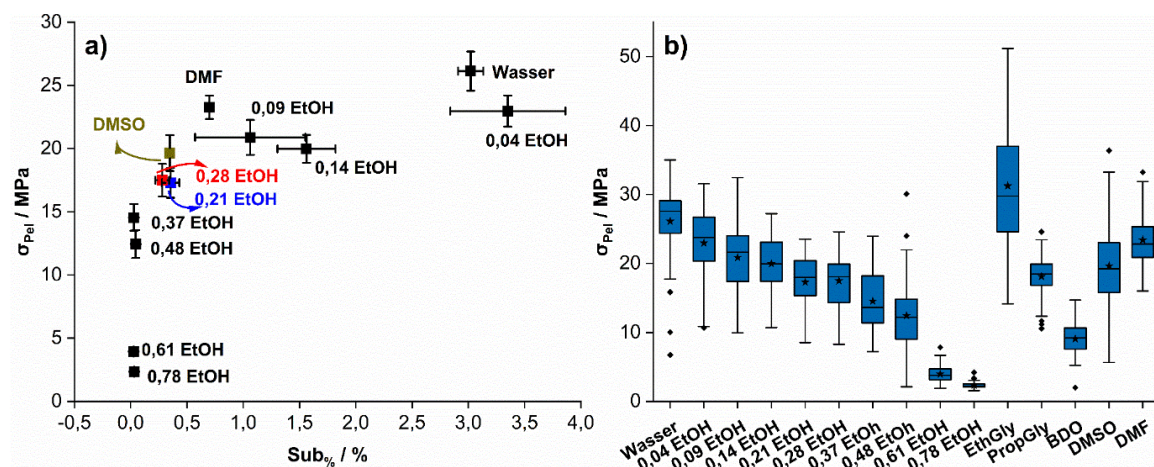 a)
σPel / MPa
30
25
20
15
10
5
0
Wasser
DMF
0,09 EtOH
0,04 EtOH
DMSO
0,14 EtOH
0,28 EtOH
0,21 EtOH
0,37 EtOH
0,48 EtOH
0,61 EtOH
0,78 EtOH
-0,5 0,0 0,5 1,0 1,5 2,0 2,5 3,0 3,5 4,0
Sub% / %
b)
σPel / MPa
50
40
30
20
10
0
Wasser
0,04 EtOH
0,09 EtOH
0,14 EtOH
0,21 EtOH
0,28 EtOH
0,37 EtOh
0,48 EtOh
0,61 EtOH
0,78 EtOH
EthGly
PropGly
BDO
DMSO
DMF